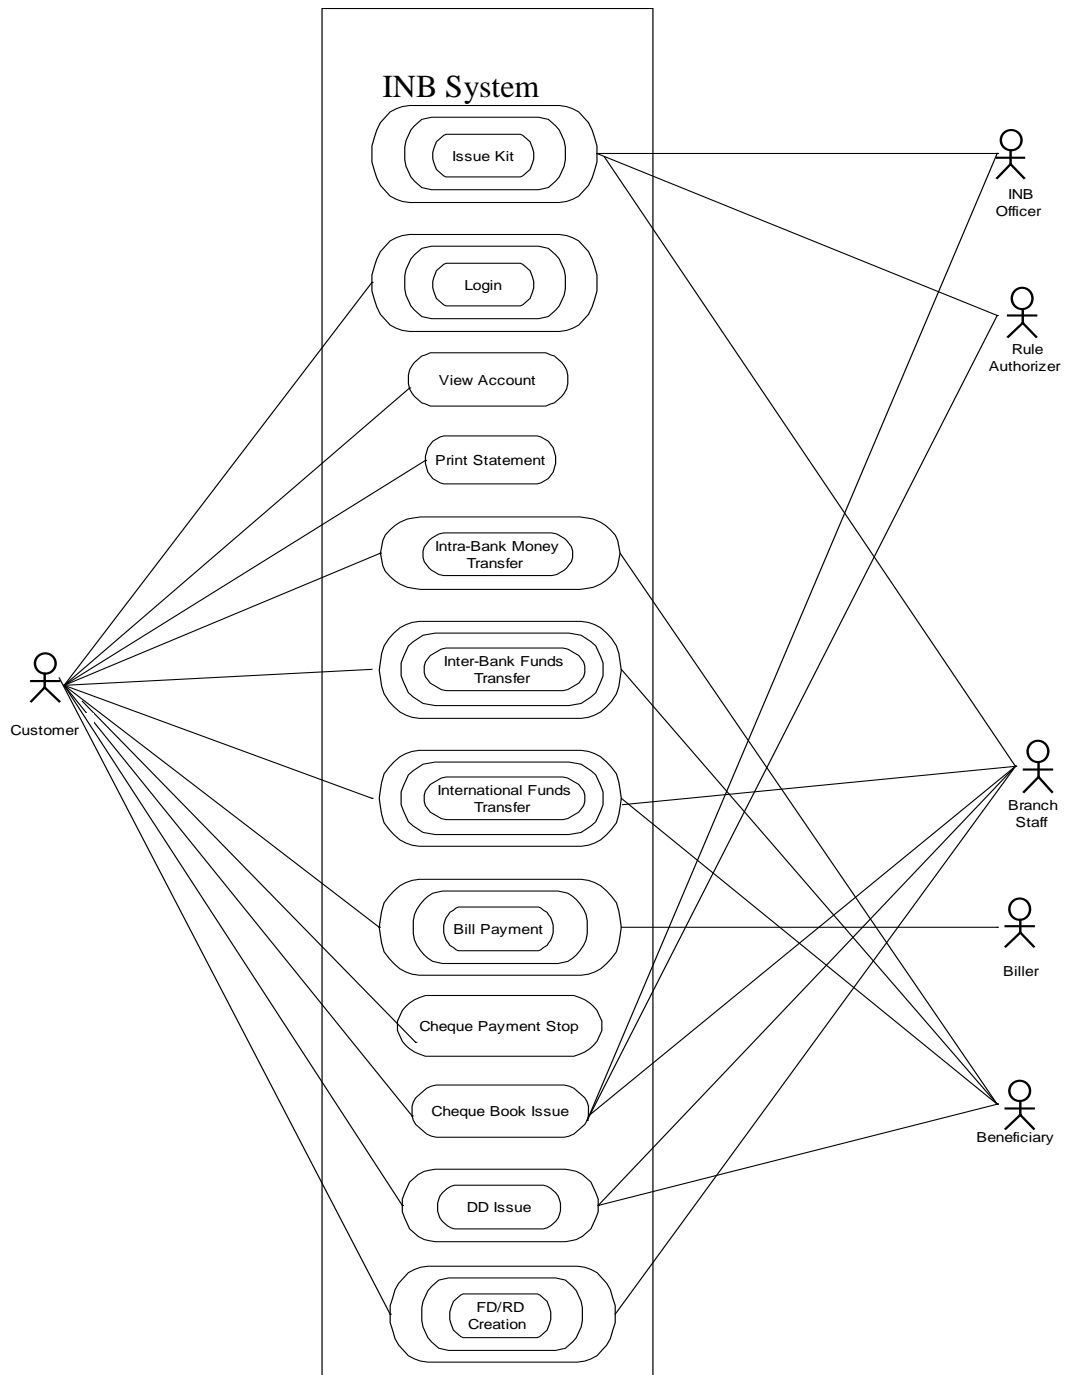 INB System
Issue Kit
INB
Officer
Login
Rule
Authorizer
View Account
Print Statement
Intra-Bank Money
Transfer
Inter-Bank Funds
Transfer
Customer
International Funds
Transfer
Branch
Staff
Bill Payment
Biller
Cheque Payment Stop
Cheque Book Issue
Beneficiary
DD Issue
FD/RD
Creation